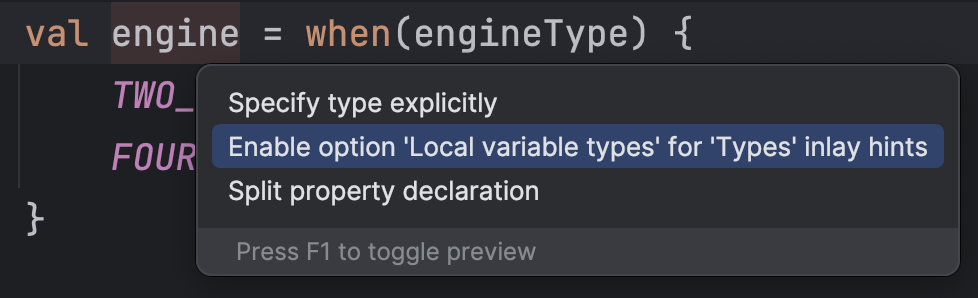 val engine = when(engineType) {
TWO_
Specify type explicitly
FOUR
Enable option 'Local variable types' for 'Types' inlay hints
Split property declaration
}
Press F1 to toggle preview